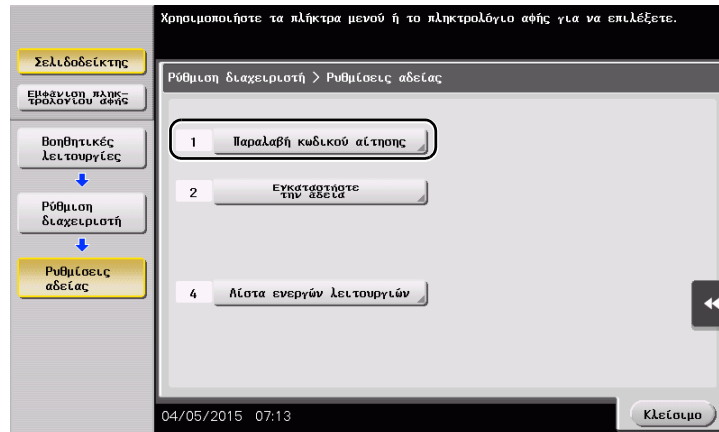 Χρησιμοποιήστε τα πλήκτρα μενού ή το πληκτρολόγιο αφής για να επιλέξετε.
Σελιδοδείκτης
Εμφάνιση πληκ-
τρολογίου αφής
Βοηθητικές
λειτουργίες
Ρύθμιση
διαχειριστή
Ρυθμίσεις
αδείας
Ρύθμιση διαχειριστή > Ρυθμίσεις αδείας
1 Παραλαβή κωδικού αίτησης
2 Εγκαταστήστε
την άδεια
4 Λίστα ενεργών λειτουργιών
04/05/2015 07:13
Κλείσιμο